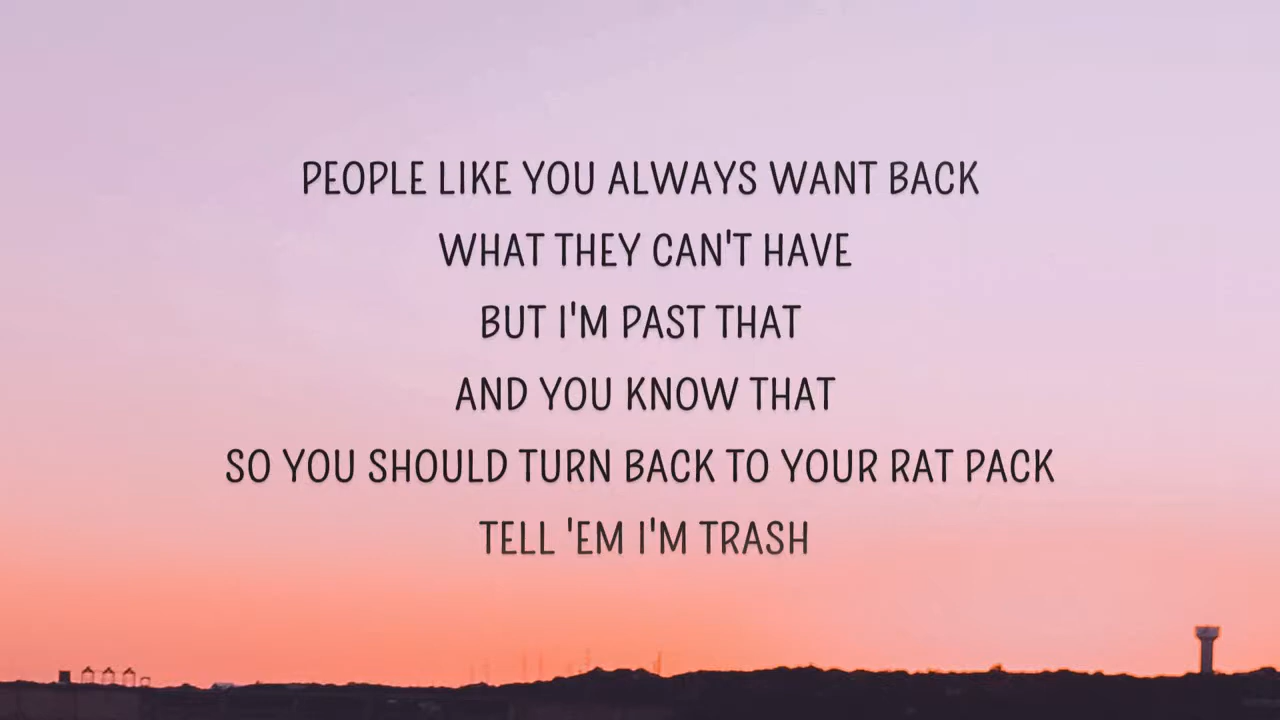 PEOPLE LIKE YOU ALWAYS WANT BACK
WHAT THEY CAN'T HAVE
BUT I'M PAST THAT
AND YOU KNOW THAT
SO YOU SHOULD TURN BACK TO YOUR RAT PACK
TELL 'EM I'M TRASH